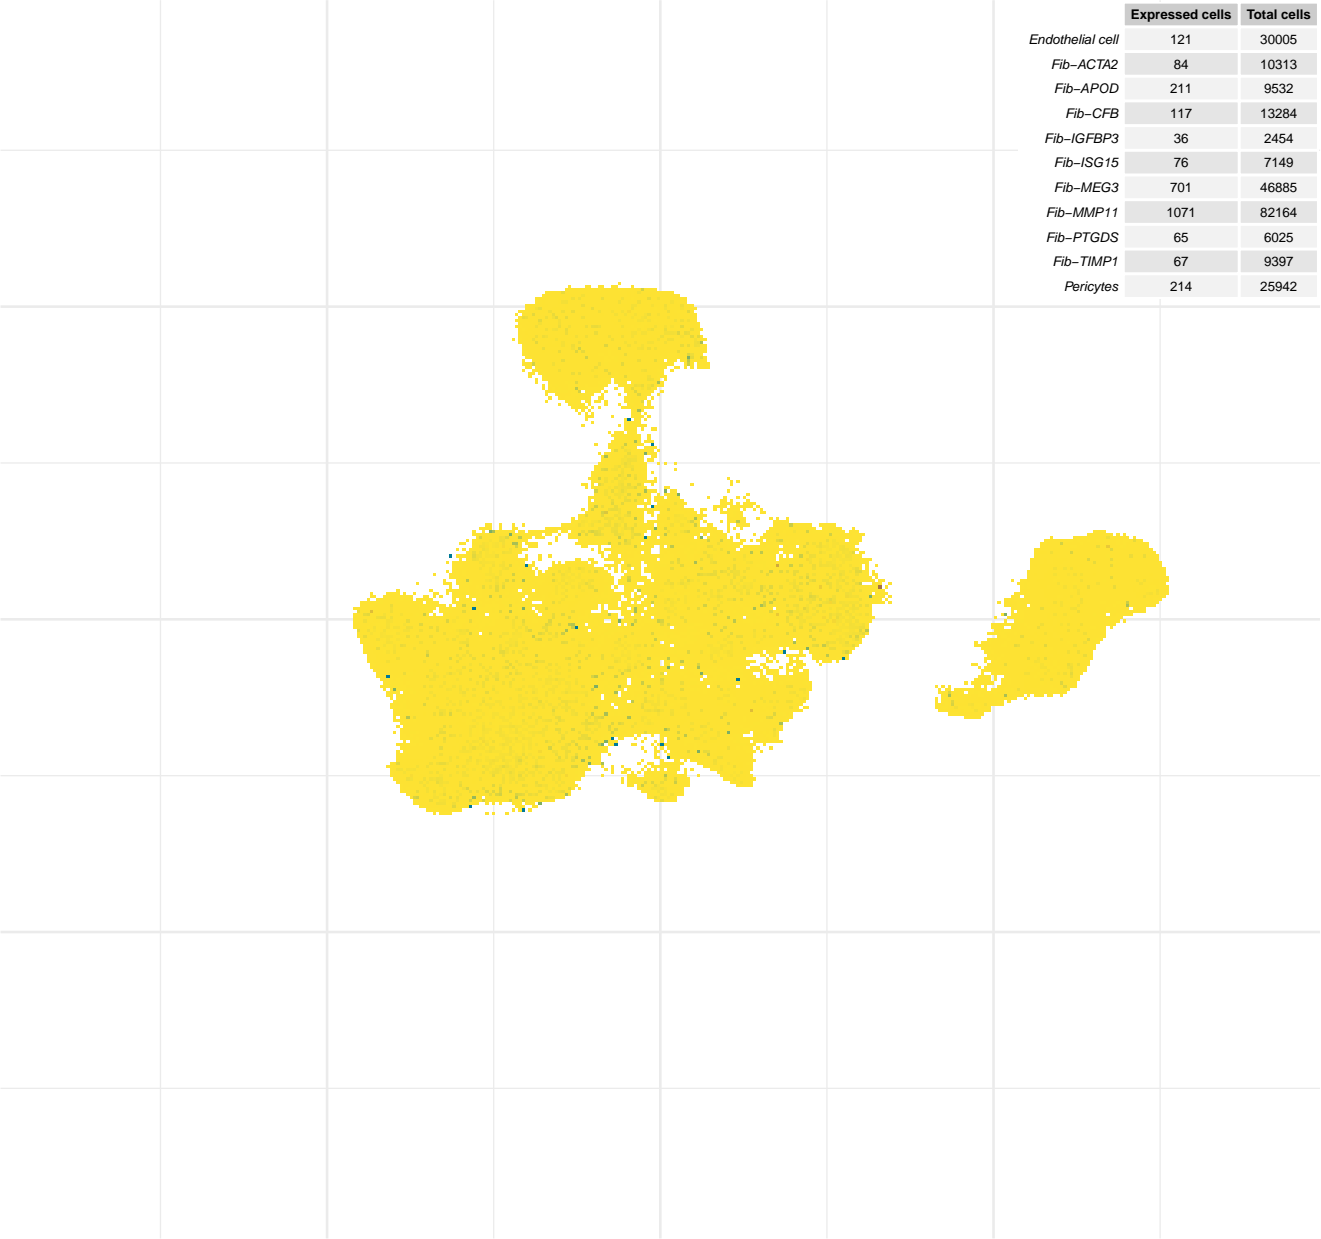 Expressed cells Total cells
Endothelial cell 121 30005
Fib−ACTA2 84 10313
Fib−APOD 211 9532
Fib−CFB 117 13284
Fib−IGFBP3 36 2454
Fib−ISG15 76 7149
Fib−MEG3 701 46885
Fib−MMP11 1071 82164
Fib−PTGDS 65 6025
Fib−TIMP1 67 9397
Pericytes 214 25942